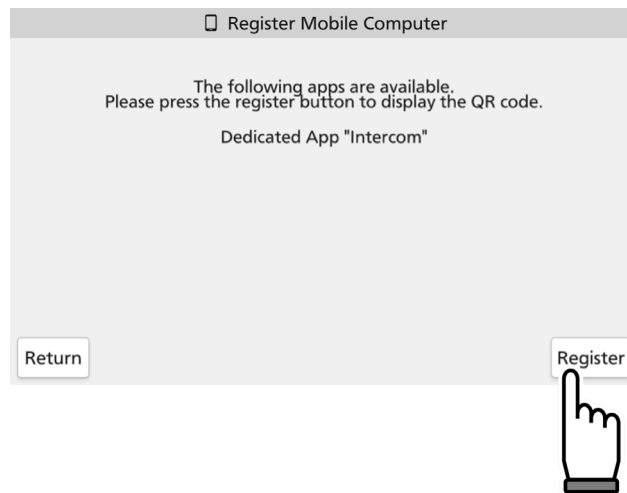 Register Mobile Computer
The following apps are available.
Please press the register button to display the QR code.
Dedicated App "Intercom"
Return
Register